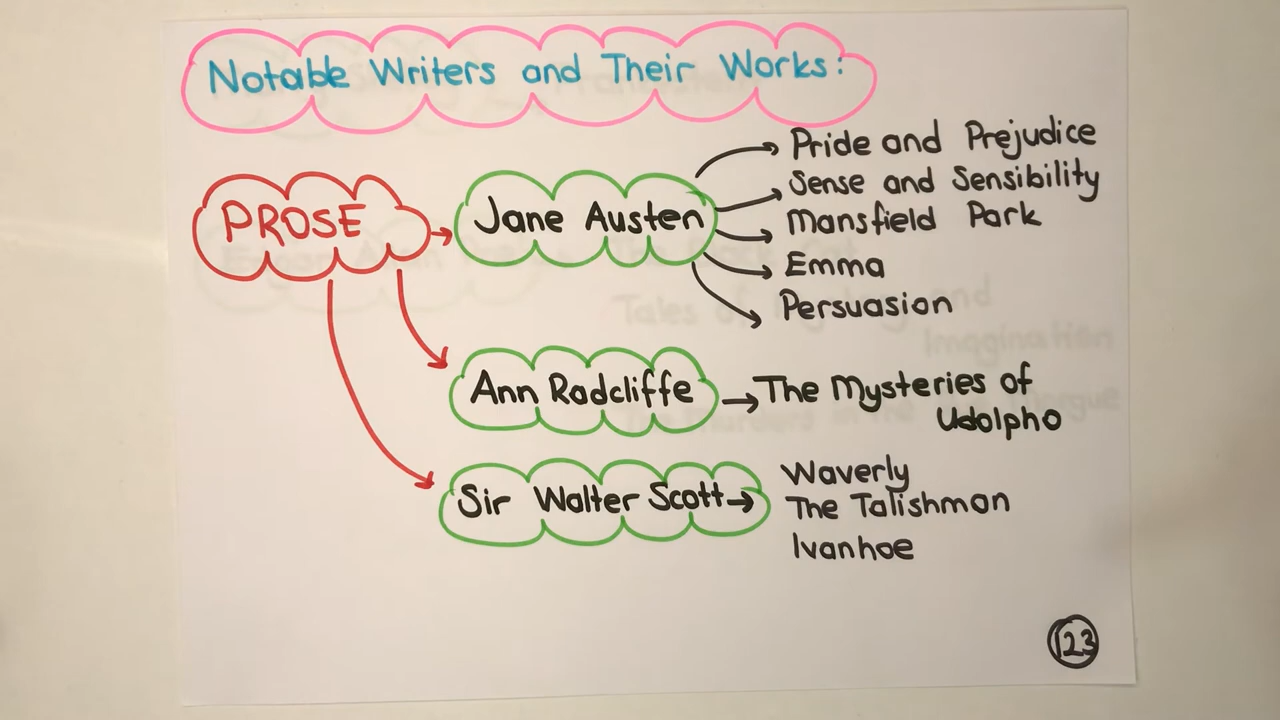 Notable Writers and Their Works:
PROSE
Jane Austen
Pride and Prejudice
Sense and Sensibility
Mansfield Park
Emma
Persuasion
Ann Radcliffe
The Mysteries of
Udolpho
Sir Walter Scott
Waverly
The Talishman
Ivanhoe
123